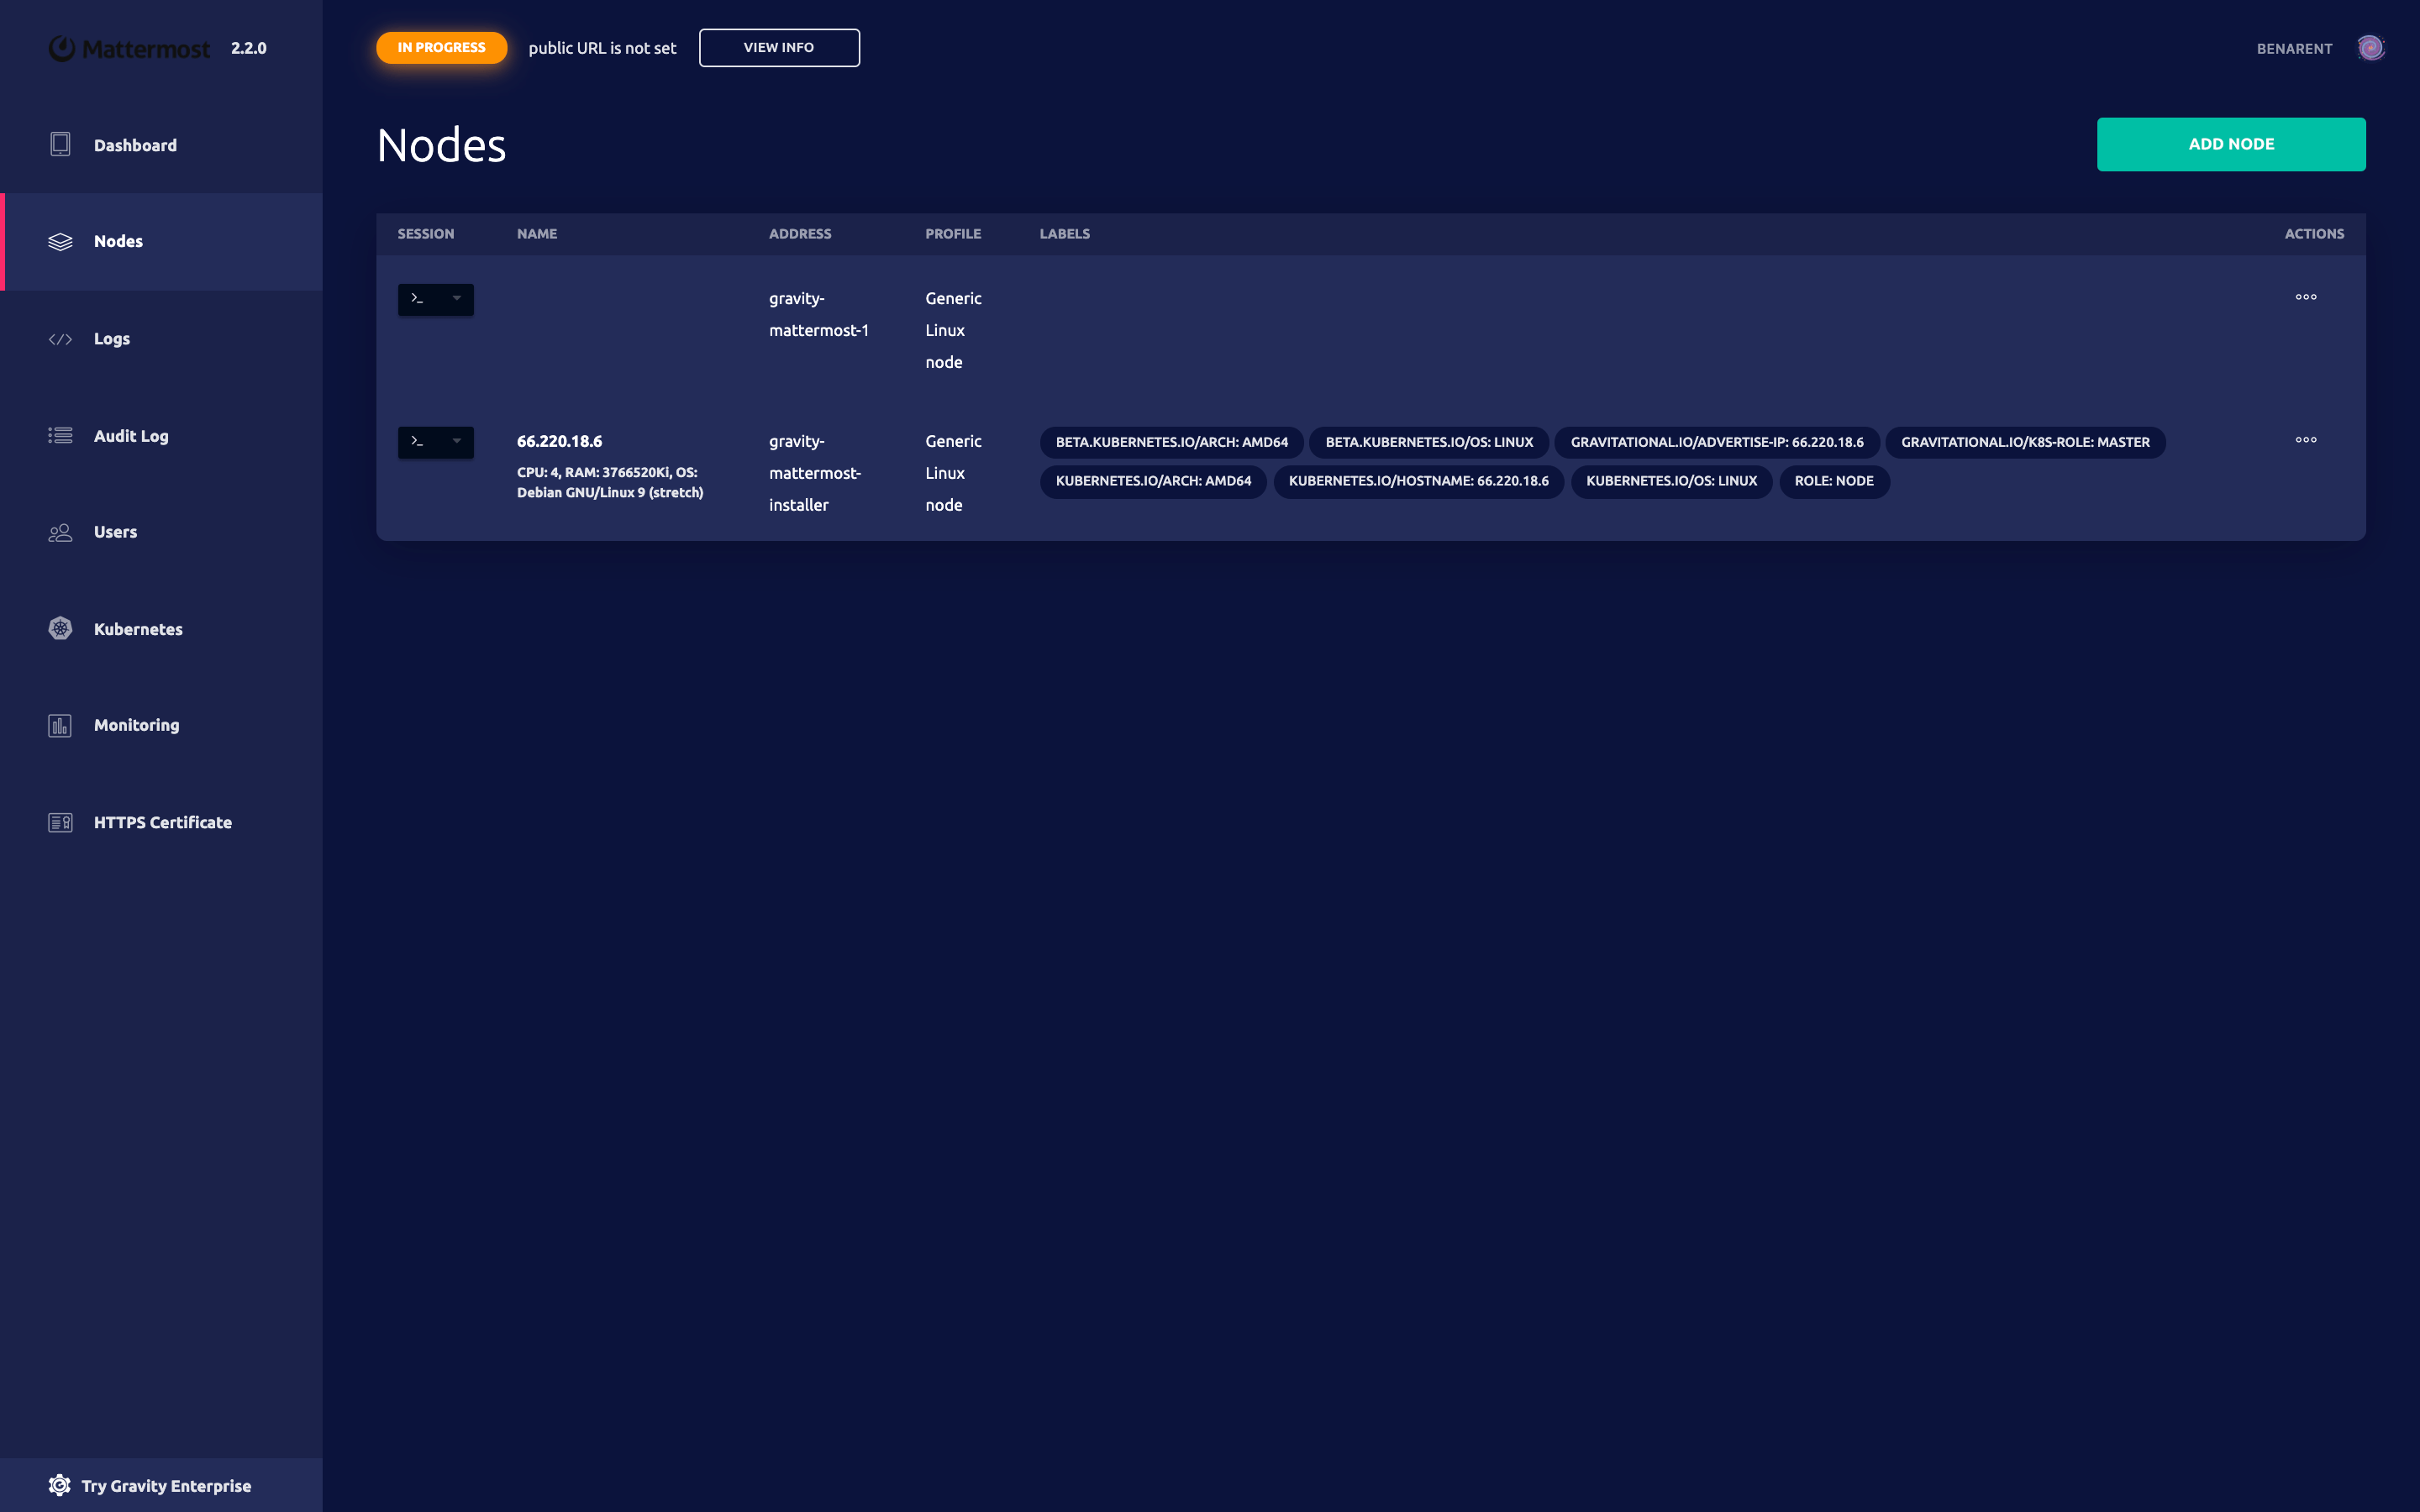 Mattermost 2.2.0
IN PROGRESS public URL is not set VIEW INFO
BENARENT
Dashboard
Nodes
Logs
Audit Log
Users
Kubernetes
Monitoring
HTTPS Certificate
Try Gravity Enterprise
Nodes
ADD NODE
SESSION NAME ADDRESS PROFILE LABELS ACTIONS
>_
gravity-
mattermost-1
Generic
Linux
node
>_
66.220.18.6
CPU: 4, RAM: 3766520Ki, OS:
Debian GNU/Linux 9 (stretch)
gravity-
mattermost-
installer
Generic
Linux
node
BETA.KUBERNETES.IO/ARCH: AMD64 BETA.KUBERNETES.IO/OS: LINUX GRAVITATIONAL.IO/ADVERTISE-IP: 66.220.18.6 GRAVITATIONAL.IO/K8S-ROLE: MASTER
KUBERNETES.IO/ARCH: AMD64 KUBERNETES.IO/HOSTNAME: 66.220.18.6 KUBERNETES.IO/OS: LINUX ROLE: NODE